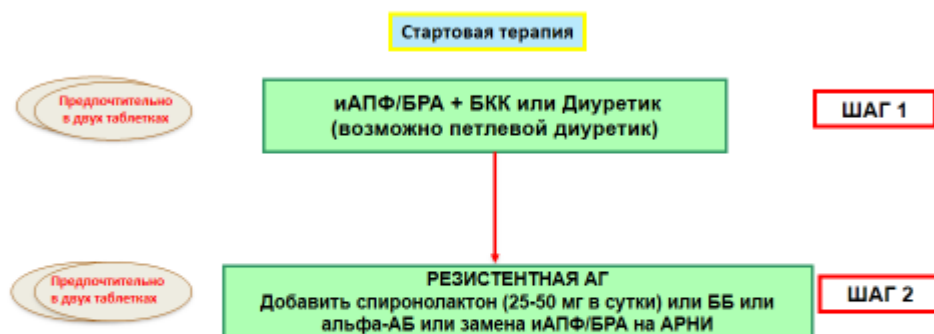 Стартовая терапия
Предпочтительно
в двух таблетках
иАПФ/БРА + БКК или Диуретик
(возможно петлевой диуретик)
ШАГ 1
Предпочтительно
в двух таблетках
РЕЗИСТЕНТНАЯ АГ
Добавить спиронолактон (25-50 мг в сутки) или ББ или
альфа-АБ или замена иАПФ/БРА на АРНИ
ШАГ 2